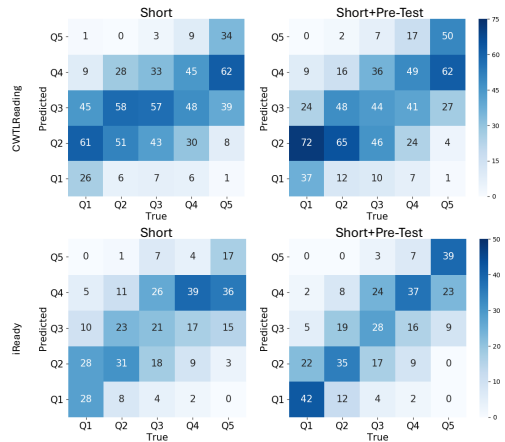 Short
Short+Pre-Test
CWTLReading
Predicted
Q5 1 0 3 9 34
Q4 9 28 33 45 62
Q3 45 58 57 48 39
Q2 61 51 43 30 8
Q1 26 6 7 6 1
Q1 Q2 Q3 Q4 Q5
True
Predicted
Q5 0 2 7 17 50
Q4 9 16 36 49 62
Q3 24 48 44 41 27
Q2 72 65 46 24 4
Q1 37 12 10 7 1
Q1 Q2 Q3 Q4 Q5
True
75
60
45
30
15
0
Short
Short+Pre-Test
iReady
Predicted
Q5 0 1 7 4 17
Q4 5 11 26 39 36
Q3 10 23 21 17 15
Q2 28 31 18 9 3
Q1 28 8 4 2 0
Q1 Q2 Q3 Q4 Q5
True
Predicted
Q5 0 0 3 7 39
Q4 2 8 24 37 23
Q3 5 19 28 16 9
Q2 22 35 17 9 0
Q1 42 12 4 2 0
Q1 Q2 Q3 Q4 Q5
True
50
40
30
20
10
0